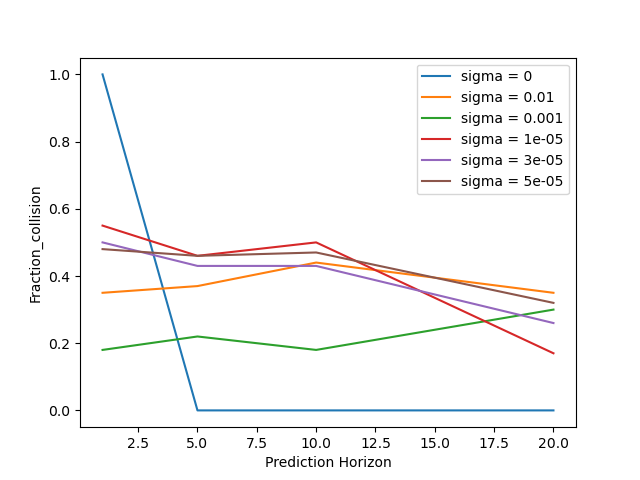 1.0
0.8
0.6
0.4
0.2
0.0
Fraction_collision
sigma = 0
sigma = 0.01
sigma = 0.001
sigma = 1e-05
sigma = 3e-05
sigma = 5e-05
2.5 5.0 7.5 10.0 12.5 15.0 17.5 20.0
Prediction Horizon